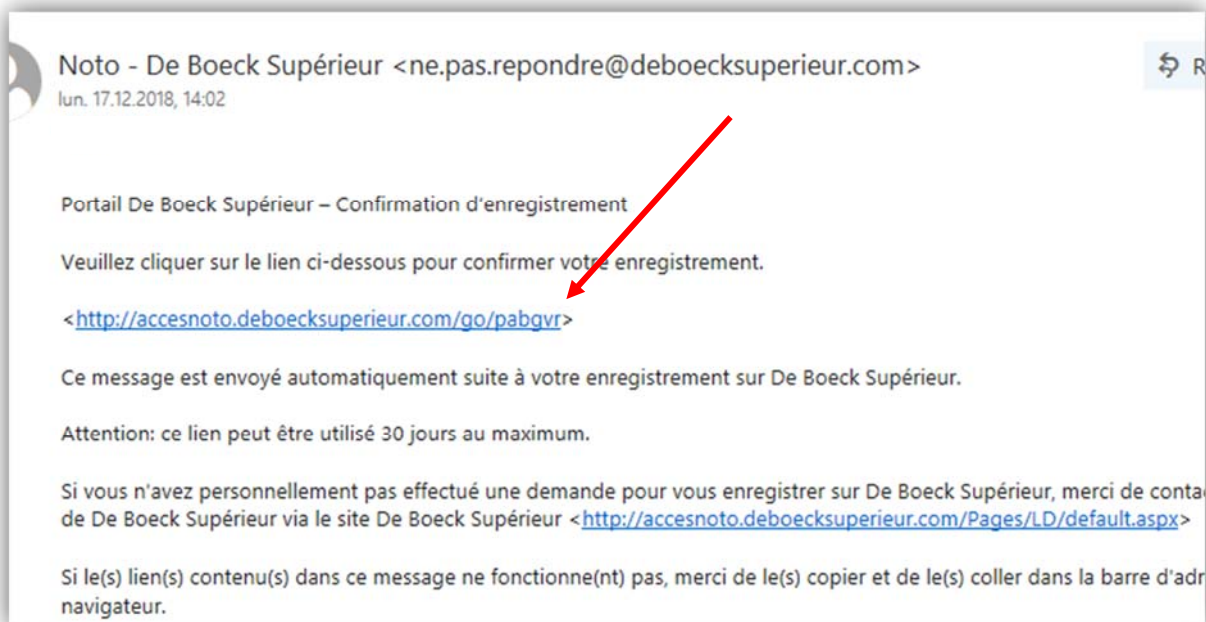 Noto - De Boeck Supérieur <ne.pas.repondre@deboecksuperieur.com>
R
lun. 17.12.2018, 14:02
Portail De Boeck Supérieur – Confirmation d'enregistrement
Veuillez cliquer sur le lien ci-dessous pour confirmer votre enregistrement.
<http://accesnoto.deboecksuperieur.com/go/pabgvr>
Ce message est envoyé automatiquement suite à votre enregistrement sur De Boeck Supérieur.
Attention: ce lien peut être utilisé 30 jours au maximum.
Si vous n'avez personnellement pas effectué une demande pour vous enregistrer sur De Boeck Supérieur, merci de conta
de De Boeck Supérieur via le site De Boeck Supérieur <http://accesnoto.deboecksuperieur.com/Pages/LD/default.aspx>
Si le(s) lien(s) contenu(s) dans ce message ne fonctionne(nt) pas, merci de le(s) copier et de le(s) coller dans la barre d'adr
navigateur.